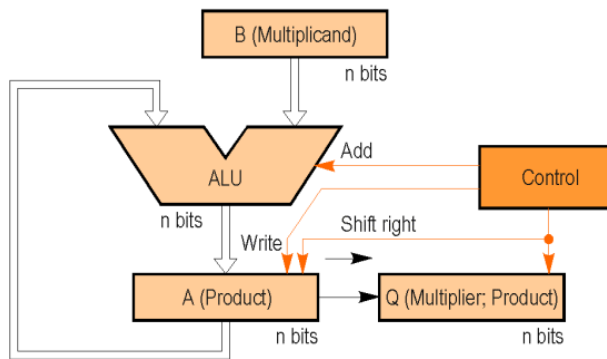 B (Multiplicand)
n bits
Add
ALU
Control
n bits
Shift right
Write
A (Product)
Q (Multiplier; Product)
n bits
n bits